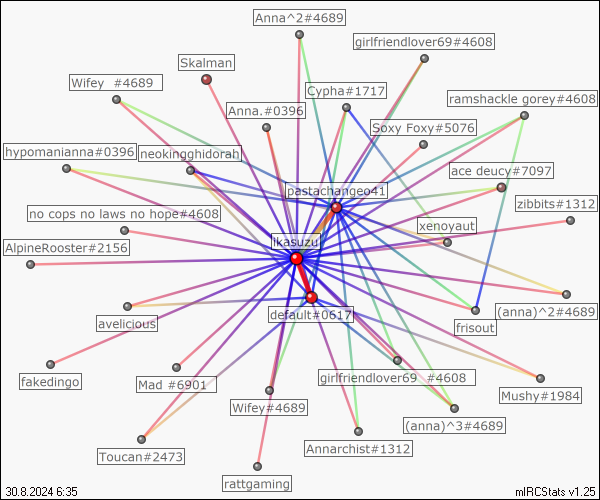 Anna^2#4689
girlfriendlover69#4608
Skalman
Wifey #4689
Cypha#1717
ramshackle gorey#4608
Anna.#0396
Soxy Foxy#5076
hypomanianna#0396
neokingghidorah
ace deucy#7097
pastachangeo41
no cops no laws no hope#4608
zibbits#1312
xenoyaut
AlpineRooster#2156
ikasuzu
avelicious
default#0617
frisout
(anna)^2#4689
fakedingo
Mad #6901
girlfriendlover69 #4608
Wifey#4689
Mushy#1984
(anna)^3#4689
Toucan#2473
Annarchist#1312
rattgaming
30.8.2024 6:35
mIRCStats v1.25